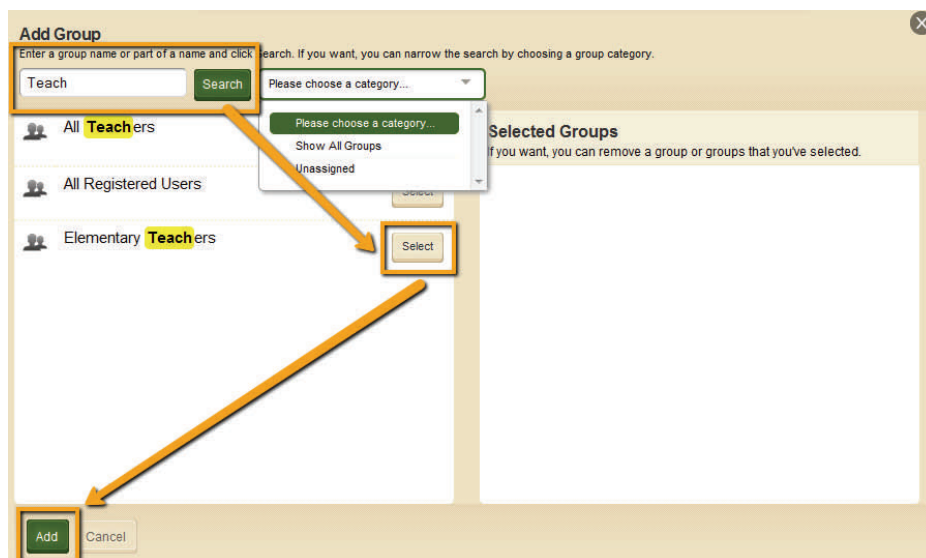 Add Group
Enter a group name or part of a name and click Search. If you want, you can narrow the search by choosing a group category.
Teach
Search
Please choose a category...
Please choose a category...
Show All Groups
Unassigned
All Teachers
All Registered Users
Select
Elementary Teachers
Select
Selected Groups
If you want, you can remove a group or groups that you've selected.
Add
Cancel